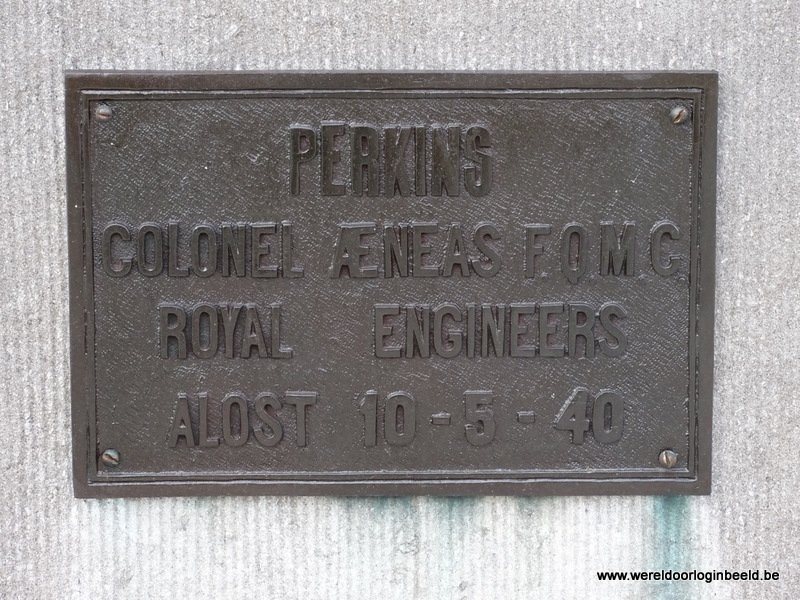 PERKINS
COLONEL ÆNEAS F.Q M.C
ROYAL ENGINEERS
ALOST 10-5-40
www.wereldoorloginbeeld.be